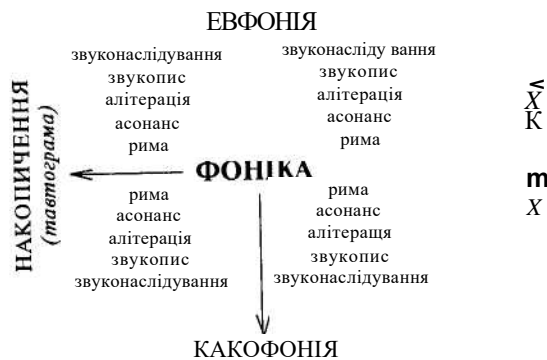 ЕВФОНІЯ
звуконаслідування
звукопис
алітерація
асонанс
рима
звуконасліду вання
звукопис
алітерація
асонанс
рима
НАКОПИЧЕННЯ
(тавтограма)
ФОНІКА
рима
асонанс
алітерація
звукопис
звуконаслідування
рима
асонанс
алітеращя
звукопис
звуконаслідування
КАКОФОНІЯ
<
X
К
m
X